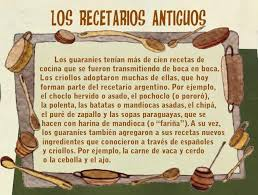 LOS RECETARIOS ANTIGUOS
Los guaraníes tenían más de cien recetas de
cocina que se fueron transmitiendo de boca en boca.
Los criollos adoptaron muchas de ellas, que hoy
forman parte del recetario argentino. Por ejemplo,
el choclo hervido o asado, el pochoclo (o pororó),
la polenta, las batatas o mandiocas asadas, el chipá,
el puré de zapallo y las sopas paraguayas, que se
hacen con harina de mandioca (o “fariña”). A su vez,
los guaraníes también agregaron a sus recetas nuevos
ingredientes que conocieron a través de españoles
y criollos. Por ejemplo, la carne de vaca y cerdo
o la cebolla y el ajo.